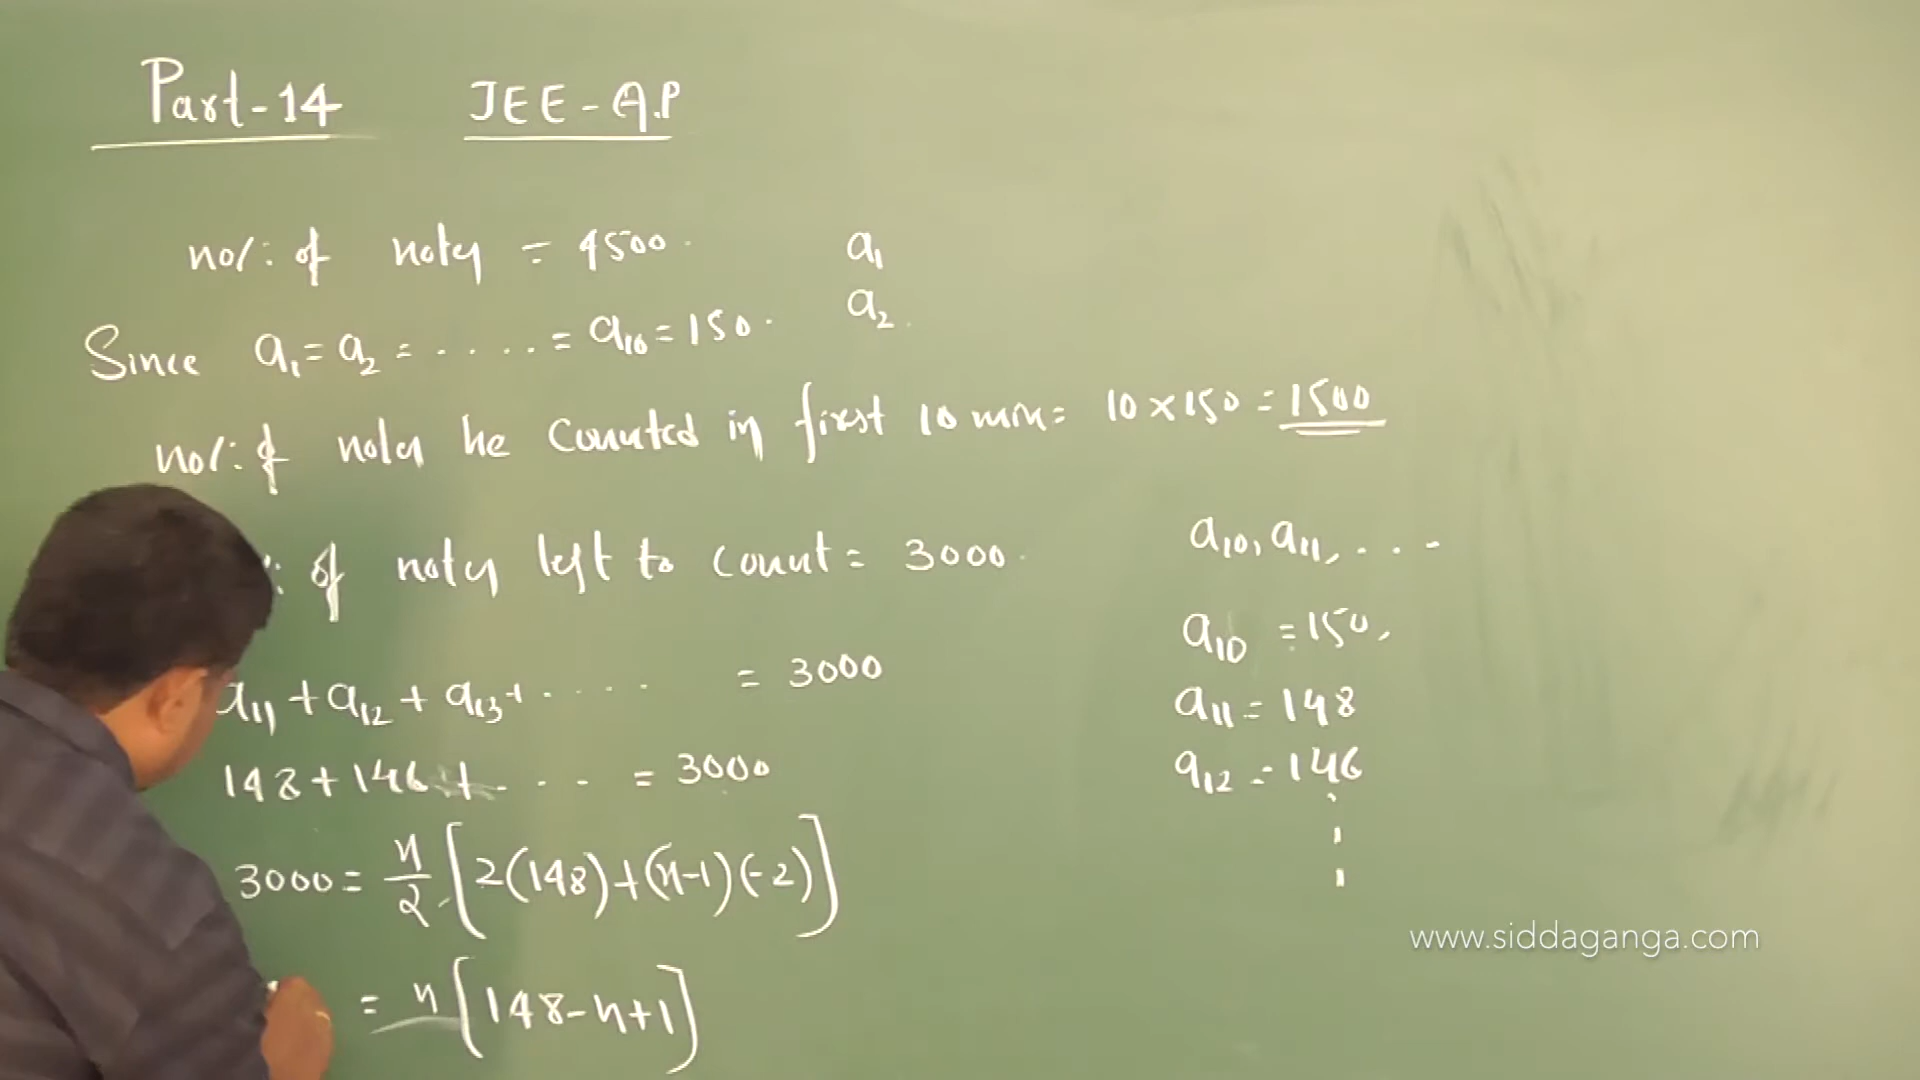 Part-14 JEE-A.P
no/: of notes = 4500.
a₁
a₂
Since a₁ = a₂ = ..... = a₁₀ = 150.
no/: of notes he counted in first 10 min = 10 × 150 = 1500
: of notes left to count = 3000.
a₁₀, a₁₁, ...
a₁₀ = 150,
a₁₁ + a₁₂ + a₁₃ + .... = 3000
a₁₁ = 148
148 + 146 + ... = 3000
a₁₂ = 146
3000 = n/2 [2(148) + (n-1)(-2)]
= n [148 - n + 1]
www.siddaganga.com